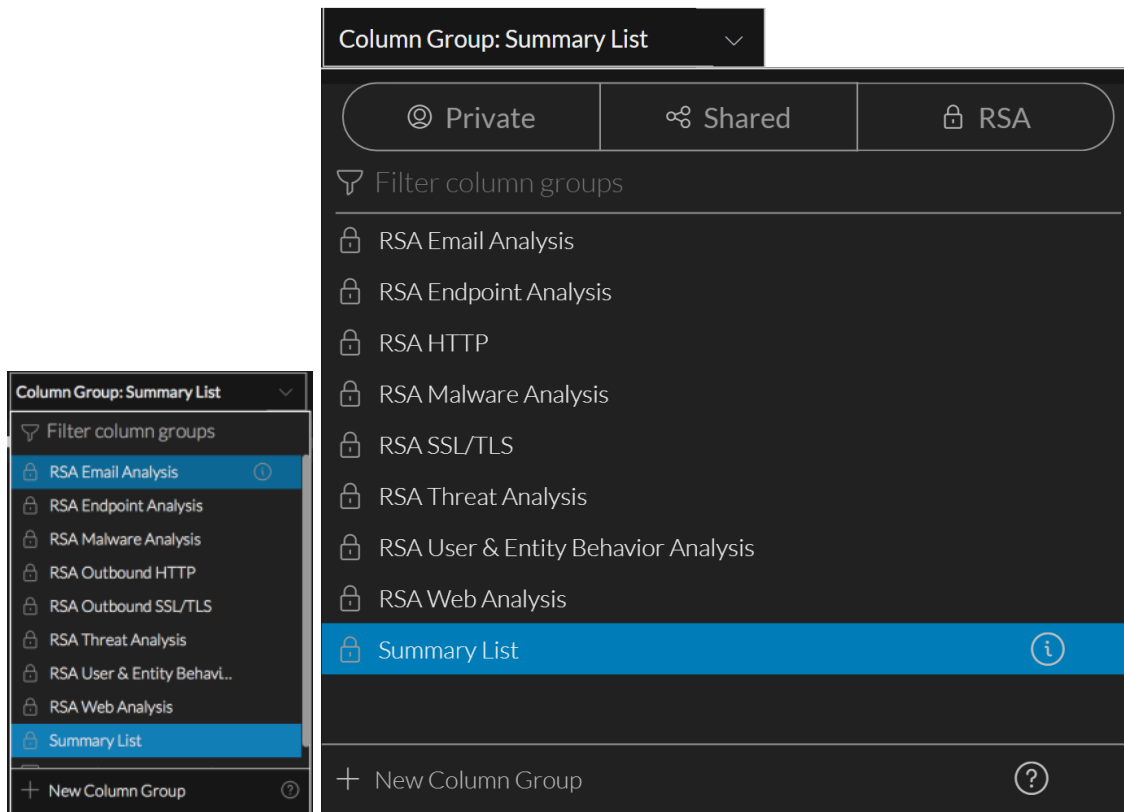 Column Group: Summary List
Filter column groups
RSA Email Analysis
RSA Endpoint Analysis
RSA Malware Analysis
RSA Outbound HTTP
RSA Outbound SSL/TLS
RSA Threat Analysis
RSA User & Entity Behavi...
RSA Web Analysis
Summary List
New Column Group
Column Group: Summary List
Private Shared RSA
Filter column groups
RSA Email Analysis
RSA Endpoint Analysis
RSA HTTP
RSA Malware Analysis
RSA SSL/TLS
RSA Threat Analysis
RSA User & Entity Behavior Analysis
RSA Web Analysis
Summary List
New Column Group